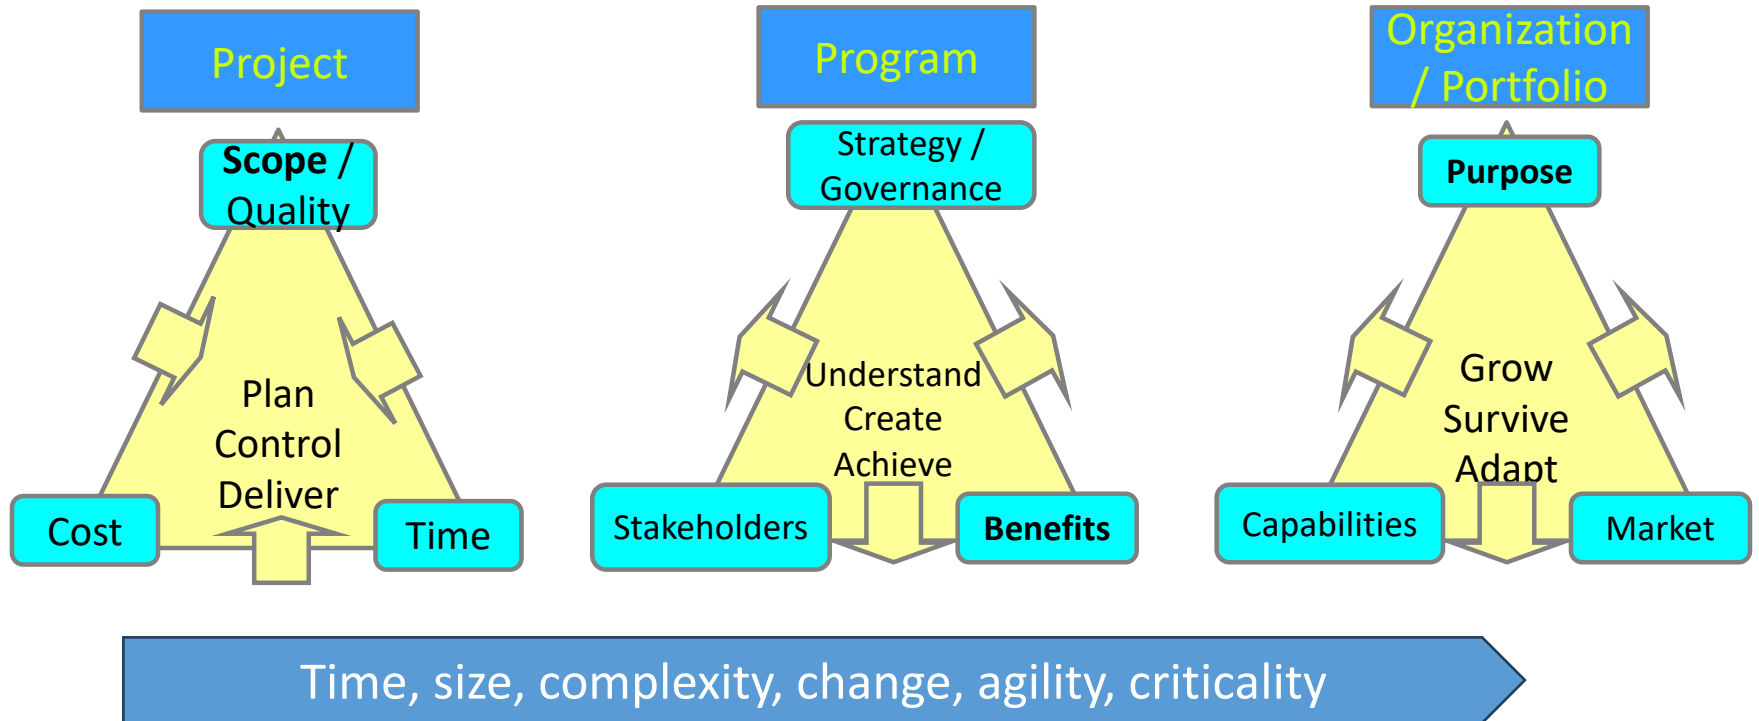 Project
Scope /
Quality
Plan
Control
Deliver
Cost
Time
Program
Strategy /
Governance
Understand
Create
Achieve
Stakeholders
Benefits
Organization
/ Portfolio
Purpose
Grow
Survive
Adapt
Capabilities
Market
Time, size, complexity, change, agility, criticality